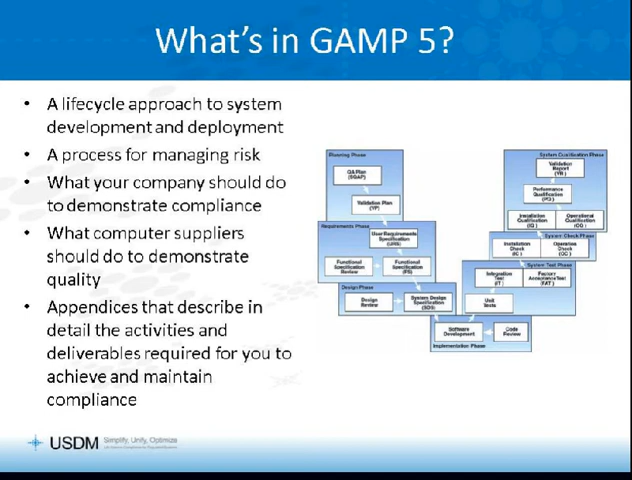 What's in GAMP 5?
• A lifecycle approach to system
development and deployment
• A process for managing risk
• What your company should do
to demonstrate compliance
• What computer suppliers
should do to demonstrate
quality
• Appendices that describe in
detail the activities and
deliverables required for you to
achieve and maintain
compliance
Planning Phase
QA Plan
Validation Plan
(VP)
Requirements Phase
User Requirements
Specification
(URS)
Functional
Specification
Review
Functional
Specification
(FS)
Design Phase
Design
Review
System Design
Specification
(SDS)
Software
Development
Code
Review
Implementation Phase
System Qualification Phase
Validation
Report
(VR)
Performance
Qualification
(PQ)
Installation
Qualification
(IQ)
Operational
Qualification
(OQ)
System Check Phase
Installation
Check
(IC)
Operation
Check
(OC)
System Test Phase
Integration
Test
(IT)
Factory
Acceptance Test
(FAT)
Unit
Tests
USDM
Simplify, Unify, Optimize